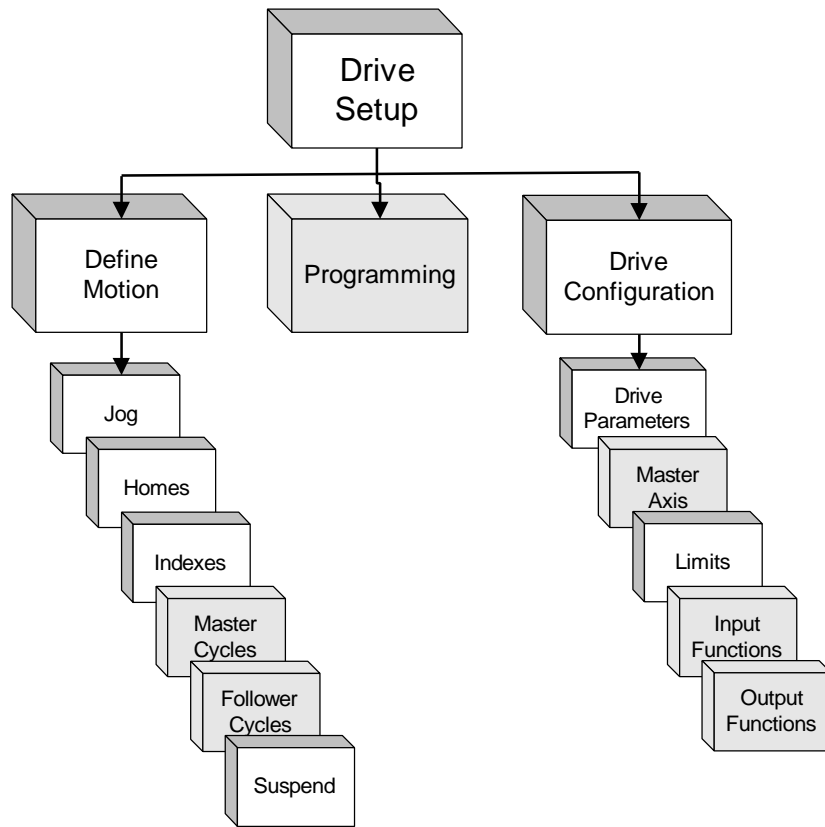 Drive
Setup
Define
Motion
Programming
Drive
Configuration
Jog
Homes
Indexes
Master
Cycles
Follower
Cycles
Suspend
Drive
Parameters
Master
Axis
Limits
Input
Functions
Output
Functions